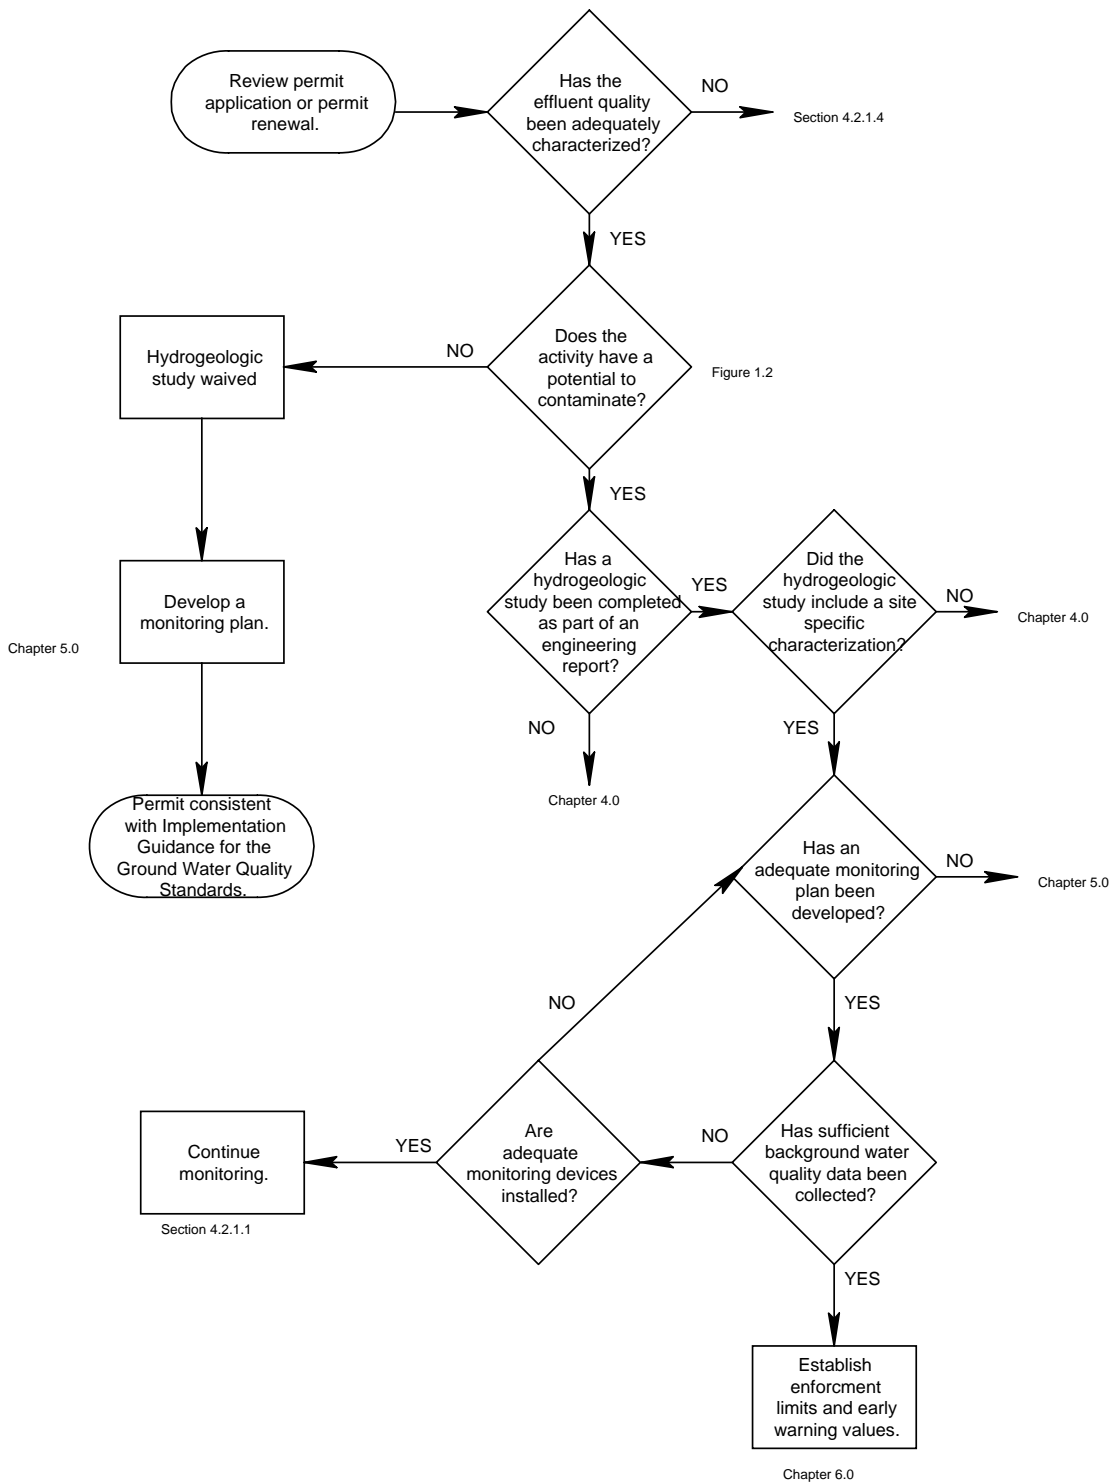 Review permit
application or permit
renewal.
Has the
effluent quality
been adequately
characterized?
NO
Section 4.2.1.4
YES
Does the
activity have a
potential to
contaminate?
Figure 1.2
NO
Hydrogeologic
study waived
Develop a
monitoring plan.
Chapter 5.0
Permit consistent
with Implementation
Guidance for the
Ground Water Quality
Standards.
YES
Has a
hydrogeologic
study been completed
as part of an
engineering
report?
NO
Chapter 4.0
YES
Did the
hydrogeologic
study include a site
specific
characterization?
NO
Chapter 4.0
YES
Has an
adequate monitoring
plan been
developed?
NO
Chapter 5.0
YES
Has sufficient
background water
quality data been
collected?
NO
Are
adequate
monitoring devices
installed?
NO
YES
Continue
monitoring.
Section 4.2.1.1
YES
Establish
enforcment
limits and early
warning values.
Chapter 6.0